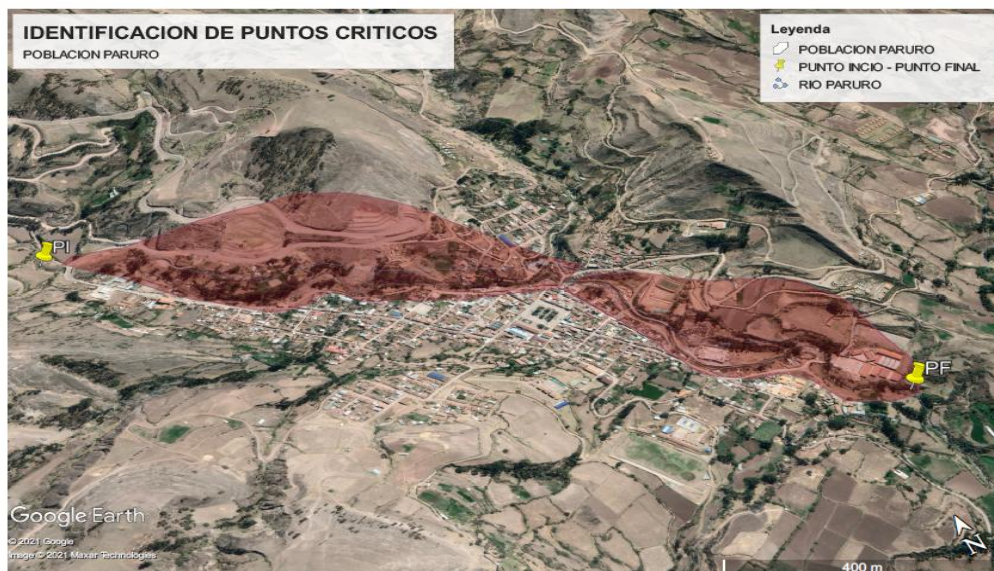 IDENTIFICACION DE PUNTOS CRITICOS
POBLACION PARURO
Leyenda
POBLACION PARURO
PUNTO INCIO - PUNTO FINAL
RIO PARURO
PI
PF
Google Earth
© 2021 Google
Image © 2021 Maxar Technologies
N
400 m